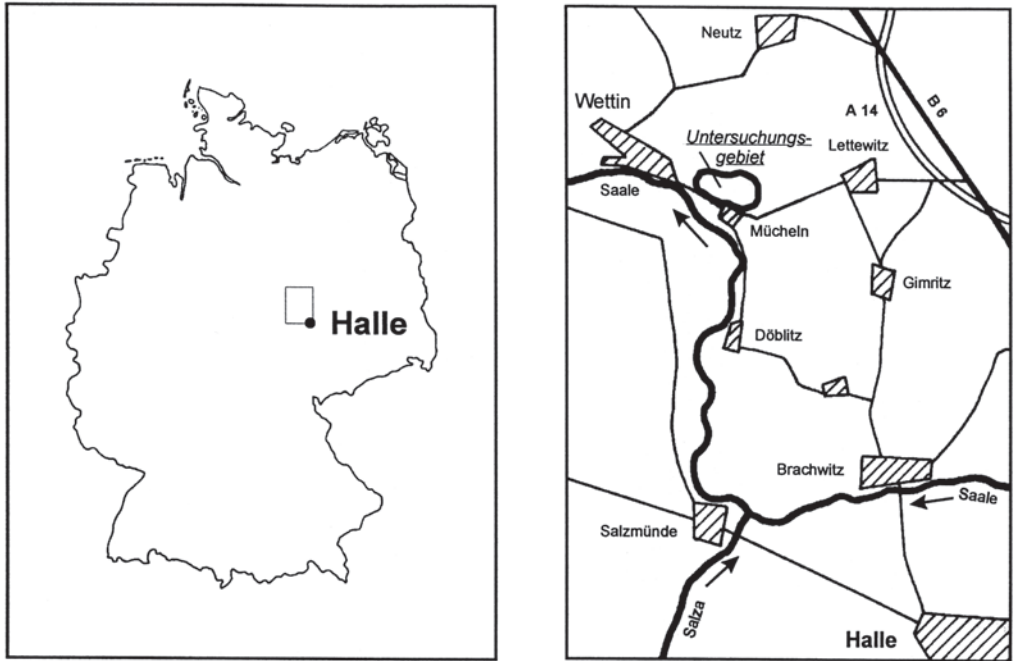 Halle
Neutz
Wettin
A 14
B 6
Untersuchungs-
gebiet
Lettewitz
Saale
Mücheln
Gimritz
Döblitz
Brachwitz
Saale
Salzmünde
Salza
Halle